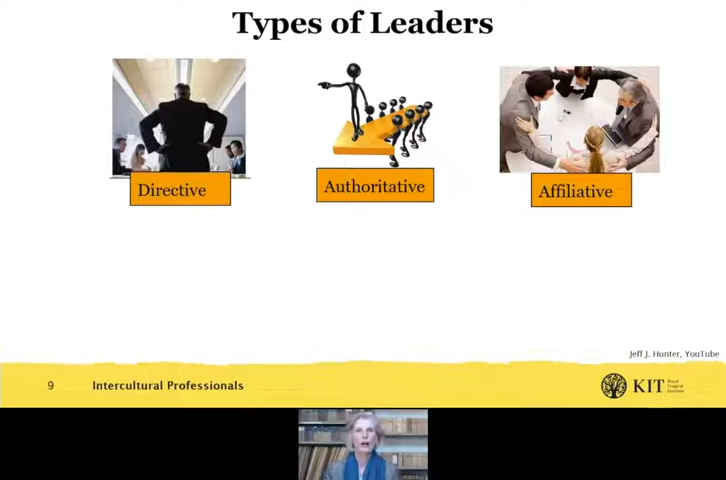 Types of Leaders
Directive
Authoritative
Affiliative
Jeff J. Hunter, YouTube
9
Intercultural Professionals
KIT
Royal
Tropical
Institute